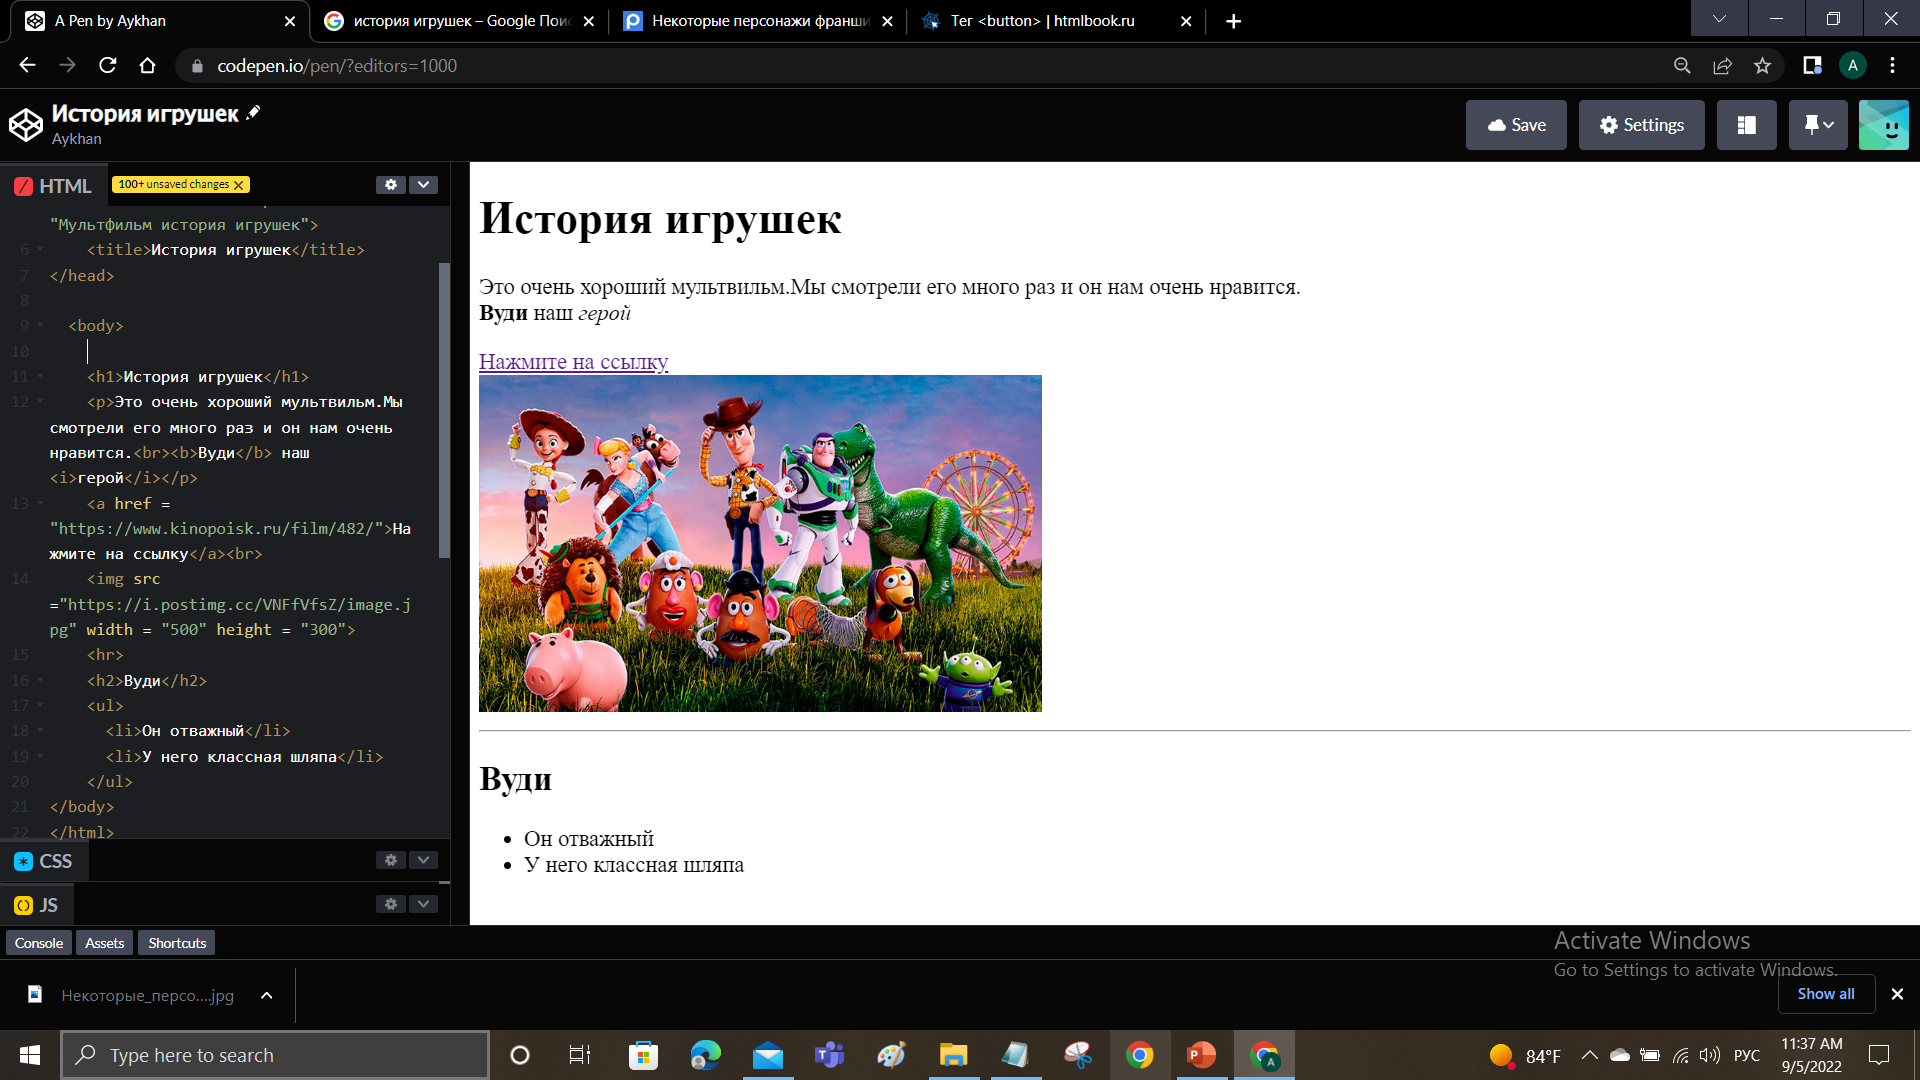 A Pen by Aykhan
история игрушек – Google Пои
Некоторые персонажи франши
Тег <button> | htmlbook.ru
codepen.io/pen/?editors=1000
A
История игрушек
Aykhan
Save
Settings
HTML
100+ unsaved changes
"Мультфильм история игрушек">
6 <title>История игрушек</title>
7 </head>
8
9 <body>
10
11 <h1>История игрушек</h1>
12 <p>Это очень хороший мультвильм.Мы
смотрели его много раз и он нам очень
нравится.<br><b>Вуди</b> наш
<i>герой</i></p>
13 <a href =
"https://www.kinopoisk.ru/film/482/">На
жмите на ссылку</a><br>
14 <img src
="https://i.postimg.cc/VNFfVfsZ/image.j
pg" width = "500" height = "300">
15 <hr>
16 <h2>Вуди</h2>
17 <ul>
18 <li>Он отважный</li>
19 <li>У него классная шляпа</li>
20 </ul>
21 </body>
22 </html>
CSS
JS
История игрушек
Это очень хороший мультвильм.Мы смотрели его много раз и он нам очень нравится.
Вуди наш герой
Нажмите на ссылку
Вуди
• Он отважный
• У него классная шляпа
Console
Assets
Shortcuts
Activate Windows
Go to Settings to activate Windows.
Некоторые_персо....jpg
Show all
Type here to search
84°F
РУС
11:37 AM
9/5/2022